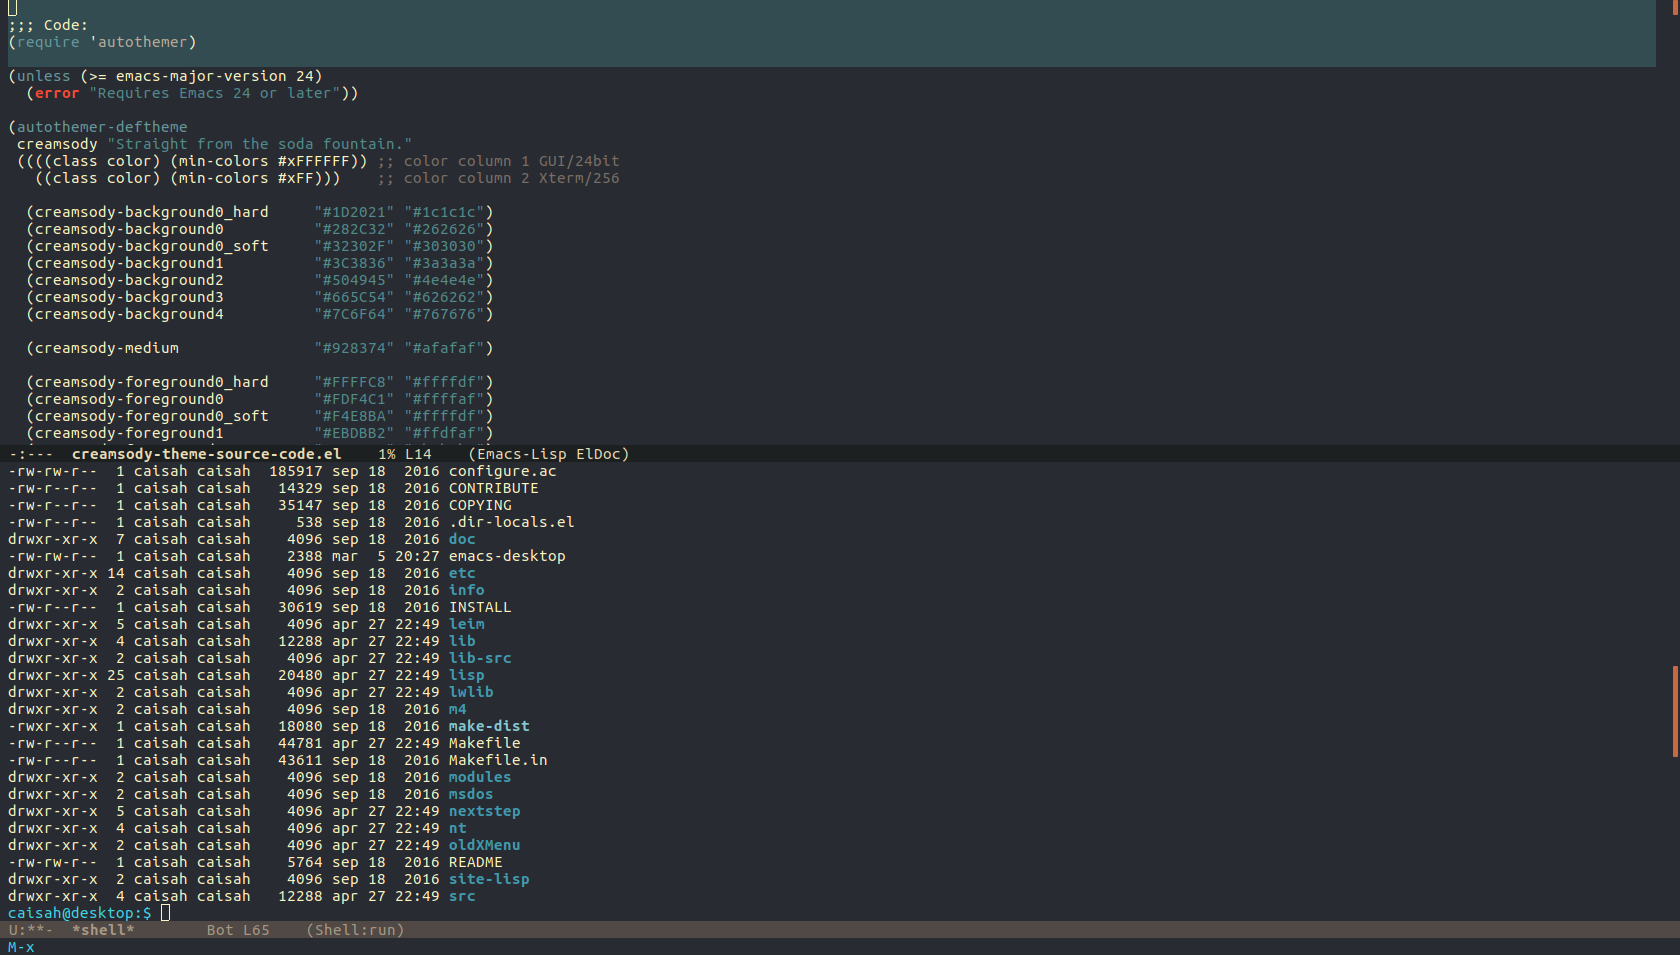 ;;; Code:
(require 'autothemer)
(unless (>= emacs-major-version 24)
  (error "Requires Emacs 24 or later"))
(autothemer-deftheme
 creamsody "Straight from the soda fountain."
 ((((class color) (min-colors #xFFFFFF)) ;; color column 1 GUI/24bit
   ((class color) (min-colors #xFF)))    ;; color column 2 Xterm/256
  (creamsody-background0_hard     "#1D2021" "#1c1c1c")
  (creamsody-background0          "#282C32" "#262626")
  (creamsody-background0_soft     "#32302F" "#303030")
  (creamsody-background1          "#3C3836" "#3a3a3a")
  (creamsody-background2          "#504945" "#4e4e4e")
  (creamsody-background3          "#665C54" "#626262")
  (creamsody-background4          "#7C6F64" "#767676")
  (creamsody-medium               "#928374" "#afafaf")
  (creamsody-foreground0_hard     "#FFFFC8" "#ffffdf")
  (creamsody-foreground0          "#FDF4C1" "#ffffaf")
  (creamsody-foreground0_soft     "#F4E8BA" "#ffffdf")
  (creamsody-foreground1          "#EBDBB2" "#ffdfaf")
-:---  creamsody-theme-source-code.el    1% L14    (Emacs-Lisp ElDoc)
-rw-rw-r--  1 caisah caisah  185917 sep 18  2016 configure.ac
-rw-r--r--  1 caisah caisah   14329 sep 18  2016 CONTRIBUTE
-rw-r--r--  1 caisah caisah   35147 sep 18  2016 COPYING
-rw-r--r--  1 caisah caisah     538 sep 18  2016 .dir-locals.el
drwxr-xr-x  7 caisah caisah    4096 sep 18  2016 doc
-rw-rw-r--  1 caisah caisah    2388 mar  5 20:27 emacs-desktop
drwxr-xr-x 14 caisah caisah    4096 sep 18  2016 etc
drwxr-xr-x  2 caisah caisah    4096 sep 18  2016 info
-rw-r--r--  1 caisah caisah   30619 sep 18  2016 INSTALL
drwxr-xr-x  5 caisah caisah    4096 apr 27 22:49 leim
drwxr-xr-x  4 caisah caisah   12288 apr 27 22:49 lib
drwxr-xr-x  2 caisah caisah    4096 apr 27 22:49 lib-src
drwxr-xr-x 25 caisah caisah   20480 apr 27 22:49 lisp
drwxr-xr-x  2 caisah caisah    4096 apr 27 22:49 lwlib
drwxr-xr-x  2 caisah caisah    4096 sep 18  2016 m4
-rwxr-xr-x  1 caisah caisah   18080 sep 18  2016 make-dist
-rw-r--r--  1 caisah caisah   44781 apr 27 22:49 Makefile
-rw-r--r--  1 caisah caisah   43611 sep 18  2016 Makefile.in
drwxr-xr-x  2 caisah caisah    4096 sep 18  2016 modules
drwxr-xr-x  2 caisah caisah    4096 sep 18  2016 msdos
drwxr-xr-x  5 caisah caisah    4096 apr 27 22:49 nextstep
drwxr-xr-x  4 caisah caisah    4096 apr 27 22:49 nt
drwxr-xr-x  2 caisah caisah    4096 apr 27 22:49 oldXMenu
-rw-rw-r--  1 caisah caisah    5764 sep 18  2016 README
drwxr-xr-x  2 caisah caisah    4096 sep 18  2016 site-lisp
drwxr-xr-x  4 caisah caisah   12288 apr 27 22:49 src
caisah@desktop:$
U:**-  *shell*        Bot L65    (Shell:run)
M-x